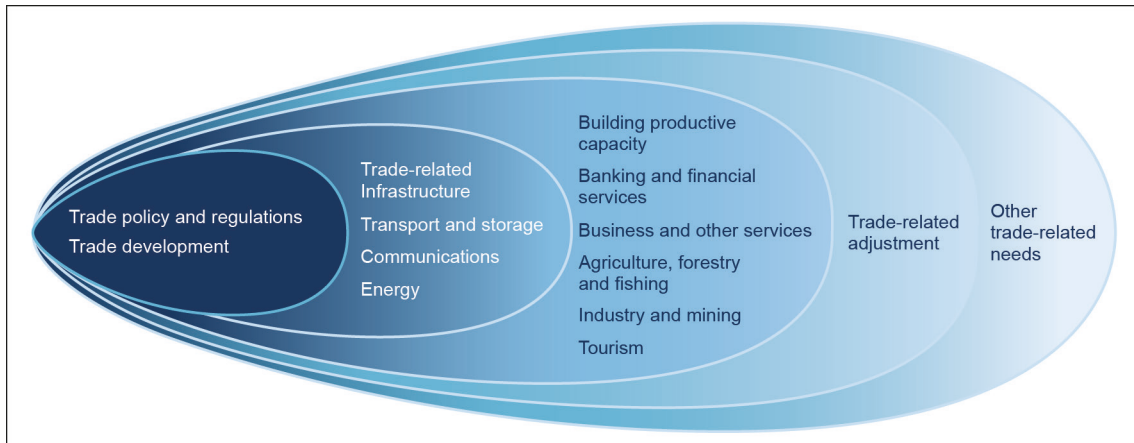 Trade policy and regulations
Trade development
Trade-related
Infrastructure
Transport and storage
Communications
Energy
Building productive
capacity
Banking and financial
services
Business and other services
Agriculture, forestry
and fishing
Industry and mining
Tourism
Trade-related
adjustment
Other
trade-related
needs